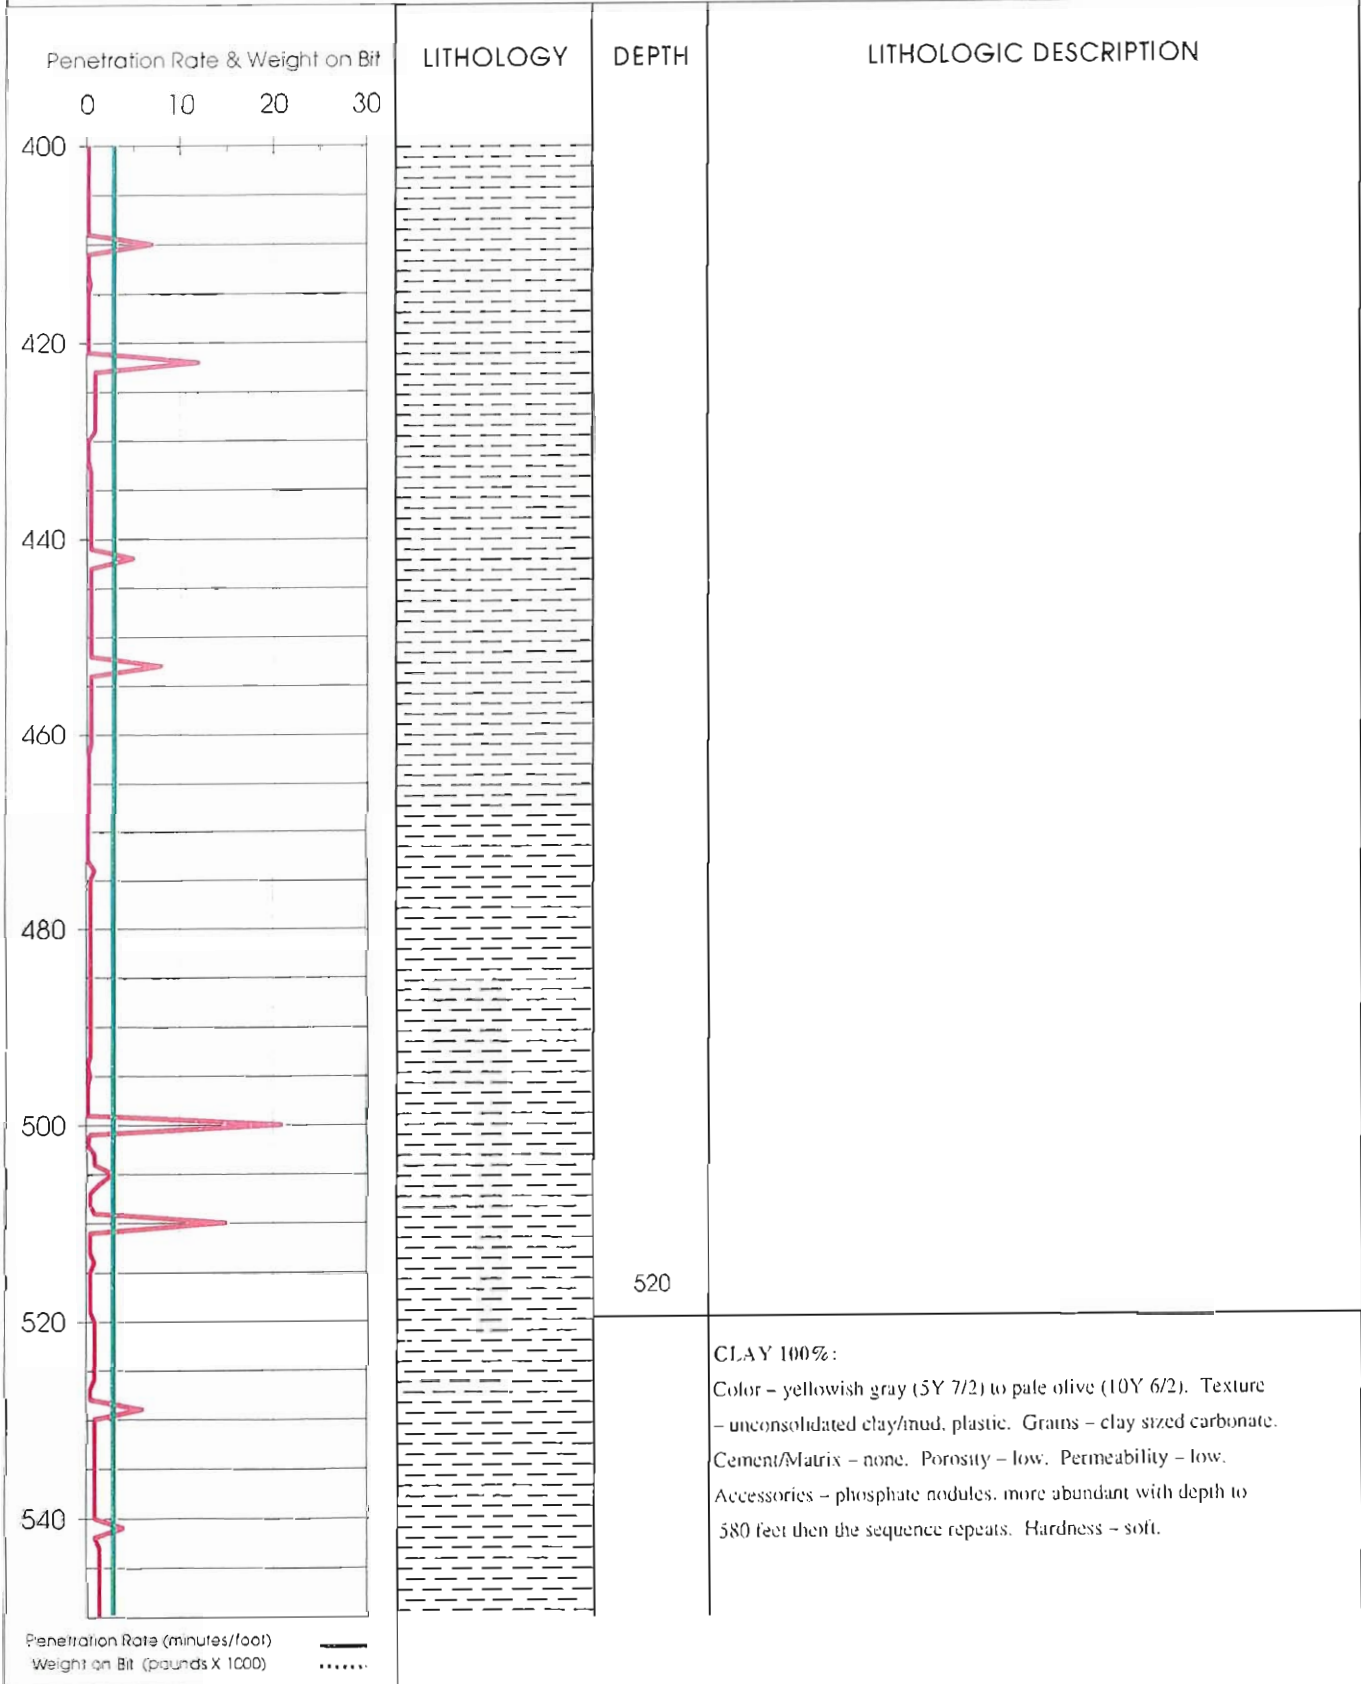 Penetration Rate & Weight on Bit
LITHOLOGY
DEPTH
LITHOLOGIC DESCRIPTION
0 10 20 30
400
420
440
460
480
500
520
540
520
CLAY 100%:
Color – yellowish gray (5Y 7/2) to pale olive (10Y 6/2). Texture
– unconsolidated clay/mud, plastic. Grains – clay sized carbonate.
Cement/Matrix – none. Porosity – low. Permeability – low.
Accessories – phosphate nodules, more abundant with depth to
580 feet then the sequence repeats. Hardness – soft.
Penetration Rate (minutes/foot)
Weight on Bit (pounds X 1000)